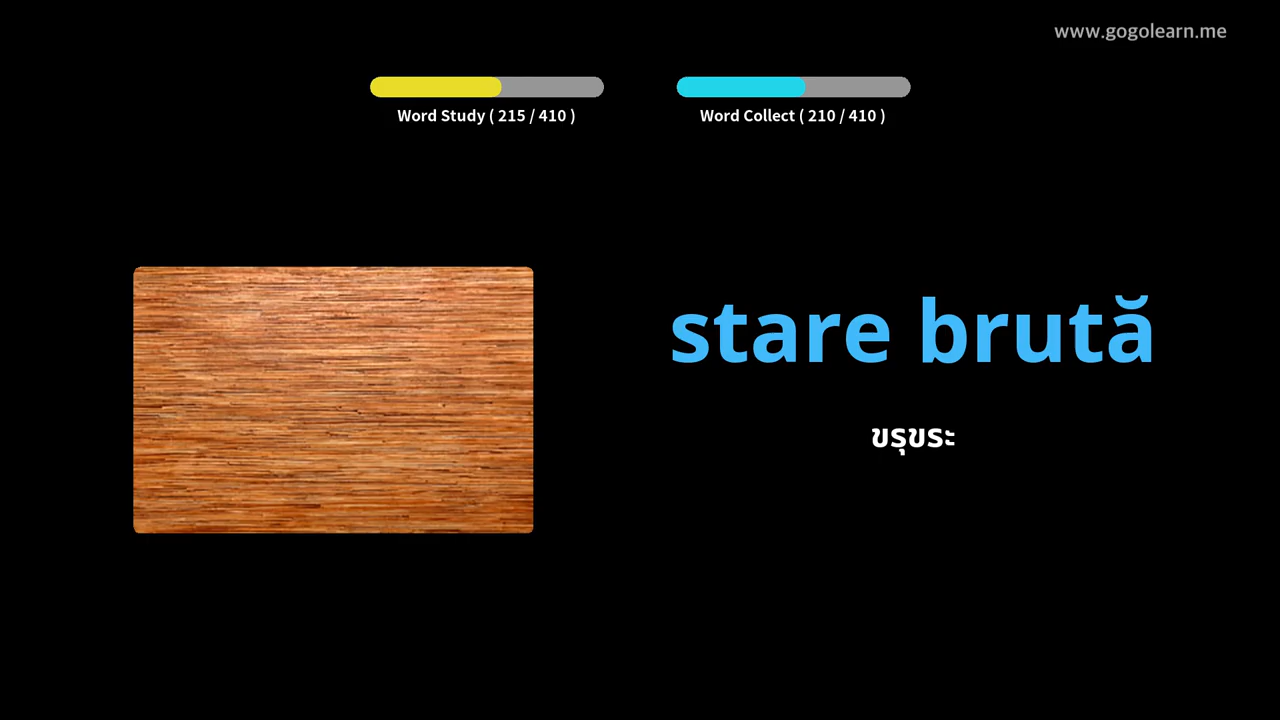 www.gogolearn.me
Word Study ( 215 / 410 )
Word Collect ( 210 / 410 )
stare brută
ขรุขระ